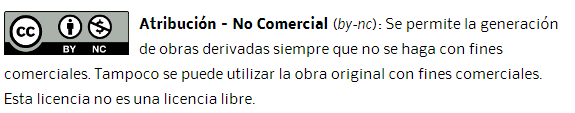 cc BY NC
Atribución - No Comercial (by-nc): Se permite la generación
de obras derivadas siempre que no se haga con fines
comerciales. Tampoco se puede utilizar la obra original con fines comerciales.
Esta licencia no es una licencia libre.